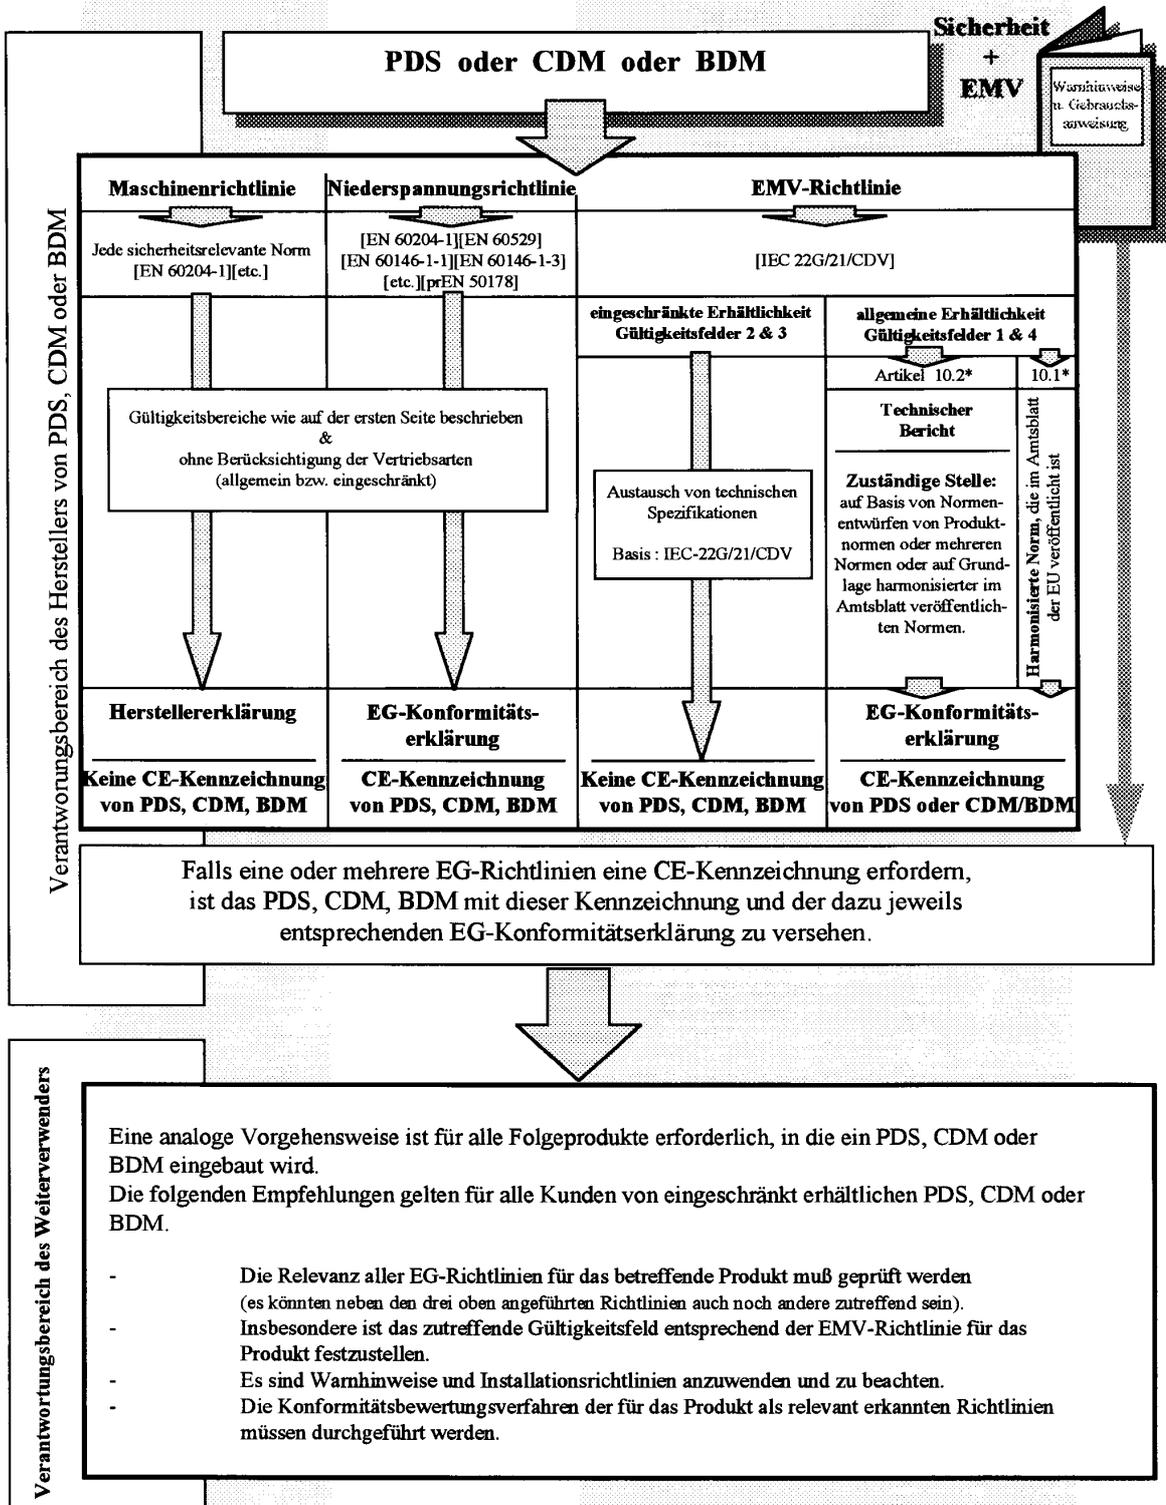 PDS oder CDM oder BDM
Sicherheit
+
EMV
Warnhinweise
u. Gebrauchs-
anweisung
Verantworungsbereich des Herstellers von PDS, CDM oder BDM
Maschinenrichtlinie
Niederspannungsrichtlinie
EMV-Richtlinie
Jede sicherheitsrelevante Norm
[EN 60204-1][etc.]
[EN 60204-1][EN 60529]
[EN 60146-1-1][EN 60146-1-3]
[etc.][prEN 50178]
[IEC 22G/21/CDV]
eingeschränkte Erhältlichkeit
Gültigkeitsfelder 2 & 3
allgemeine Erhältlichkeit
Gültigkeitsfelder 1 & 4
Artikel 10.2*
10.1*
Gültigkeitsbereiche wie auf der ersten Seite beschrieben
&
ohne Berücksichtigung der Vertriebsarten
(allgemein bzw. eingeschränkt)
Austausch von technischen
Spezifikationen
Basis : IEC-22G/21/CDV
Technischer
Bericht
Zuständige Stelle:
auf Basis von Normen-
entwürfen von Produkt-
normen oder mehreren
Normen oder auf Grund-
lage harmonisierter im
Amtsblatt veröffentlich-
ten Normen.
Harmonisierte Norm, die im Amtsblatt
der EU veröffentlicht ist
Herstellererklärung
Keine CE-Kennzeichnung
von PDS, CDM, BDM
EG-Konformitäts-
erklärung
CE-Kennzeichnung
von PDS, CDM, BDM
Keine CE-Kennzeichnung
von PDS, CDM, BDM
EG-Konformitäts-
erklärung
CE-Kennzeichnung
von PDS oder CDM/BDM
Falls eine oder mehrere EG-Richtlinien eine CE-Kennzeichnung erfordern,
ist das PDS, CDM, BDM mit dieser Kennzeichnung und der dazu jeweils
entsprechenden EG-Konformitätserklärung zu versehen.
Verantwortungsbereich des Weiterverwenders
Eine analoge Vorgehensweise ist für alle Folgeprodukte erforderlich, in die ein PDS, CDM oder
BDM eingebaut wird.
Die folgenden Empfehlungen gelten für alle Kunden von eingeschränkt erhältlichen PDS, CDM oder
BDM.
- Die Relevanz aller EG-Richtlinien für das betreffende Produkt muß geprüft werden
(es könnten neben den drei oben angeführten Richtlinien auch noch andere zutreffend sein).
- Insbesondere ist das zutreffende Gültigkeitsfeld entsprechend der EMV-Richtlinie für das
Produkt festzustellen.
- Es sind Warnhinweise und Installationsrichtlinien anzuwenden und zu beachten.
- Die Konformitätsbewertungsverfahren der für das Produkt als relevant erkannten Richtlinien
müssen durchgeführt werden.